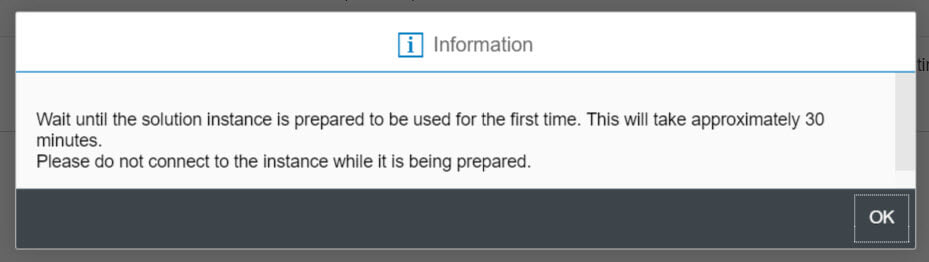 Information
Wait until the solution instance is prepared to be used for the first time. This will take approximately 30
minutes.
Please do not connect to the instance while it is being prepared.
OK